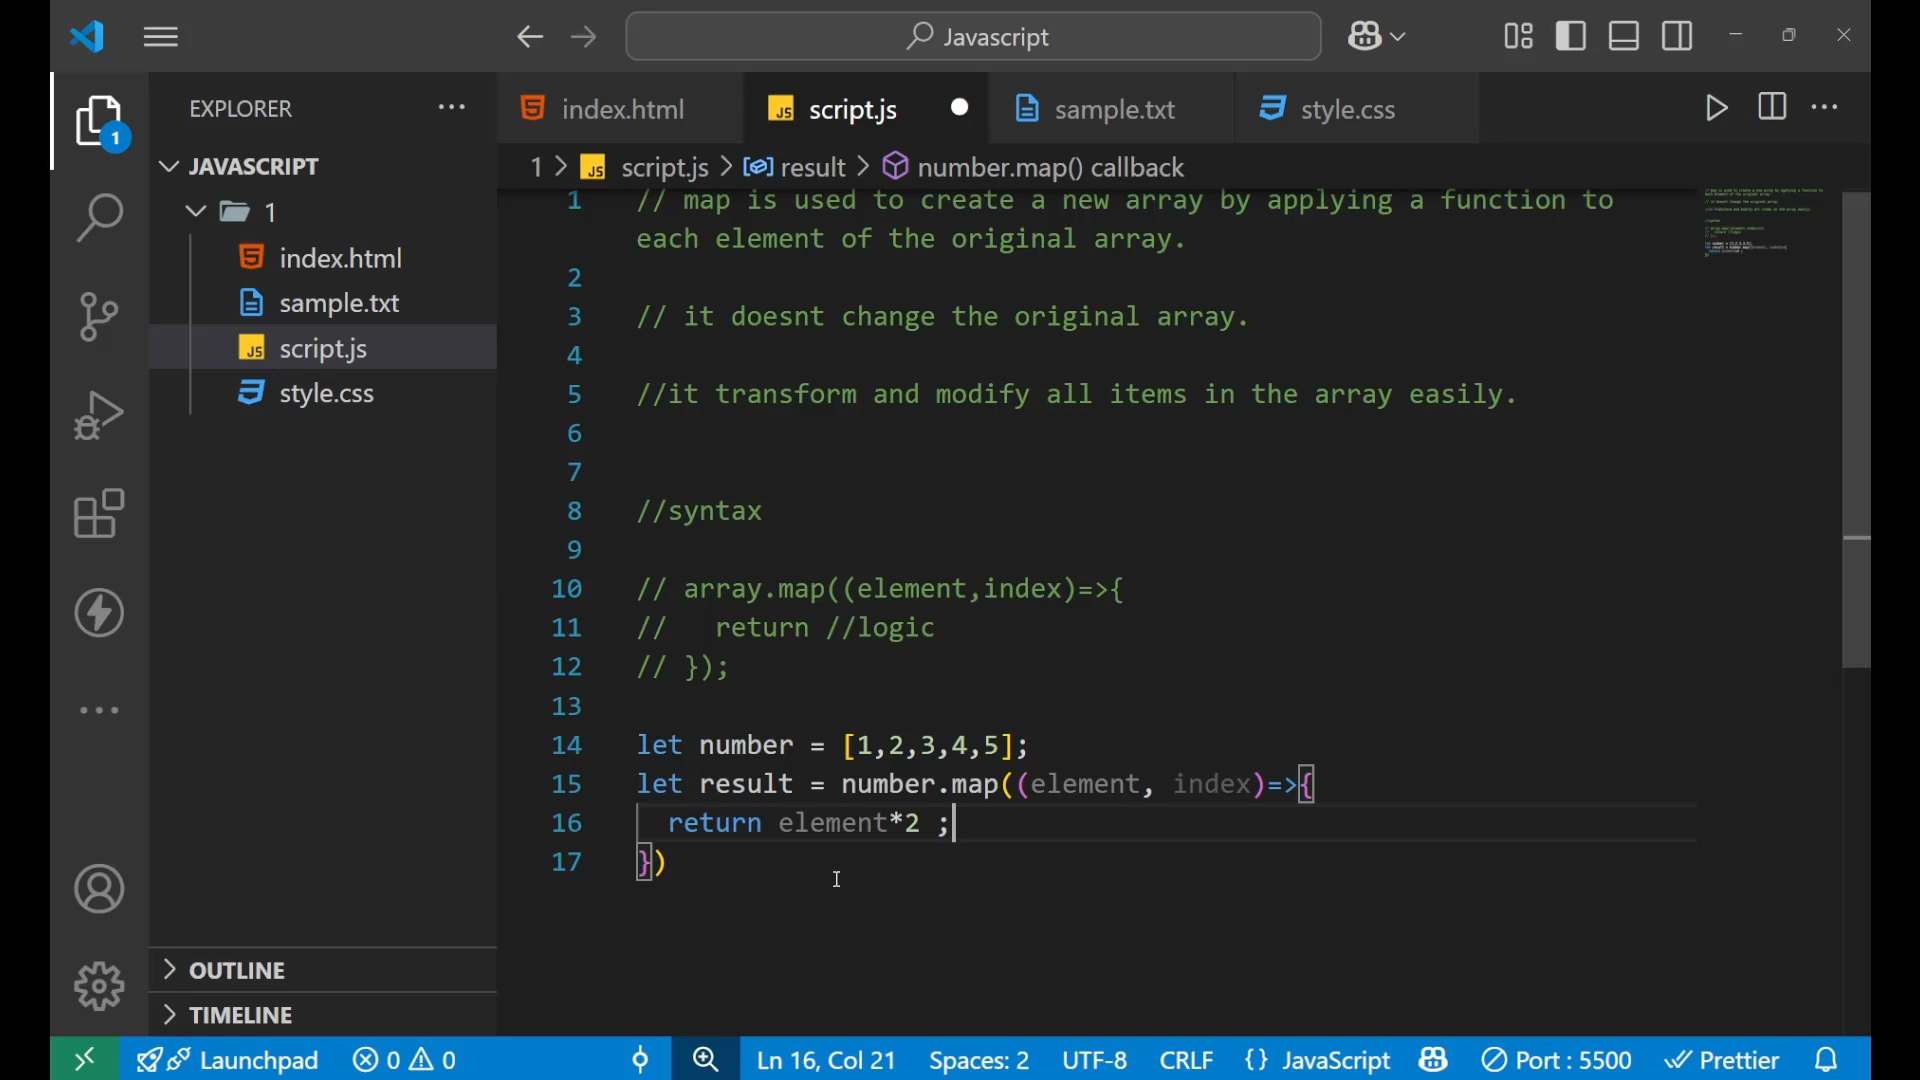 Javascript
EXPLORER
index.html
script.js
sample.txt
style.css
1
JAVASCRIPT
1 > JS script.js > result > number.map() callback
1
index.html
sample.txt
JS script.js
style.css
1 // map is used to create a new array by applying a function to
each element of the original array.
2
3 // it doesnt change the original array.
4
5 //it transform and modify all items in the array easily.
6
7
8 //syntax
9
10 // array.map((element,index)=>{
11 //   return //logic
12 // });
13
14 let number = [1,2,3,4,5];
15 let result = number.map((element, index)=>{
16   return element*2 ;
17 })
OUTLINE
TIMELINE
Launchpad 0 0 Ln 16, Col 21 Spaces: 2 UTF-8 CRLF {} JavaScript Port : 5500 Prettier